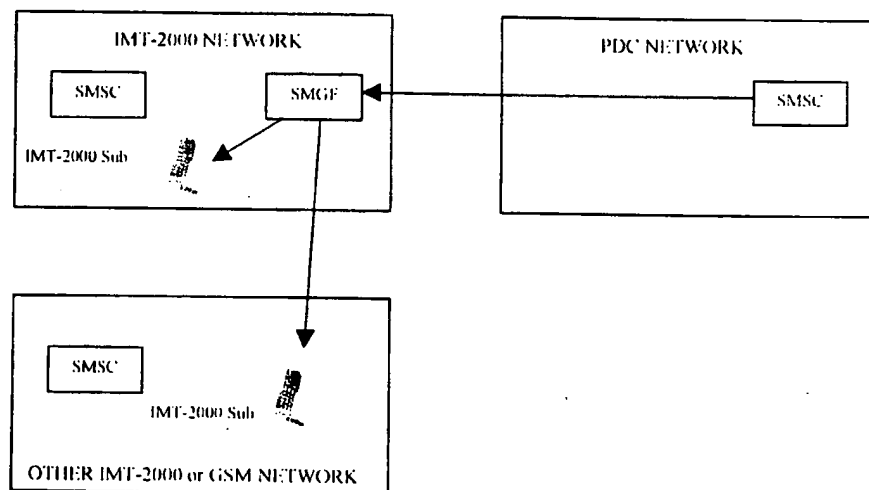 IMT-2000 NETWORK
SMSC
SMGF
IMT-2000 Sub
PDC NETWORK
SMSC
SMSC
IMT-2000 Sub
OTHER IMT-2000 or GSM NETWORK